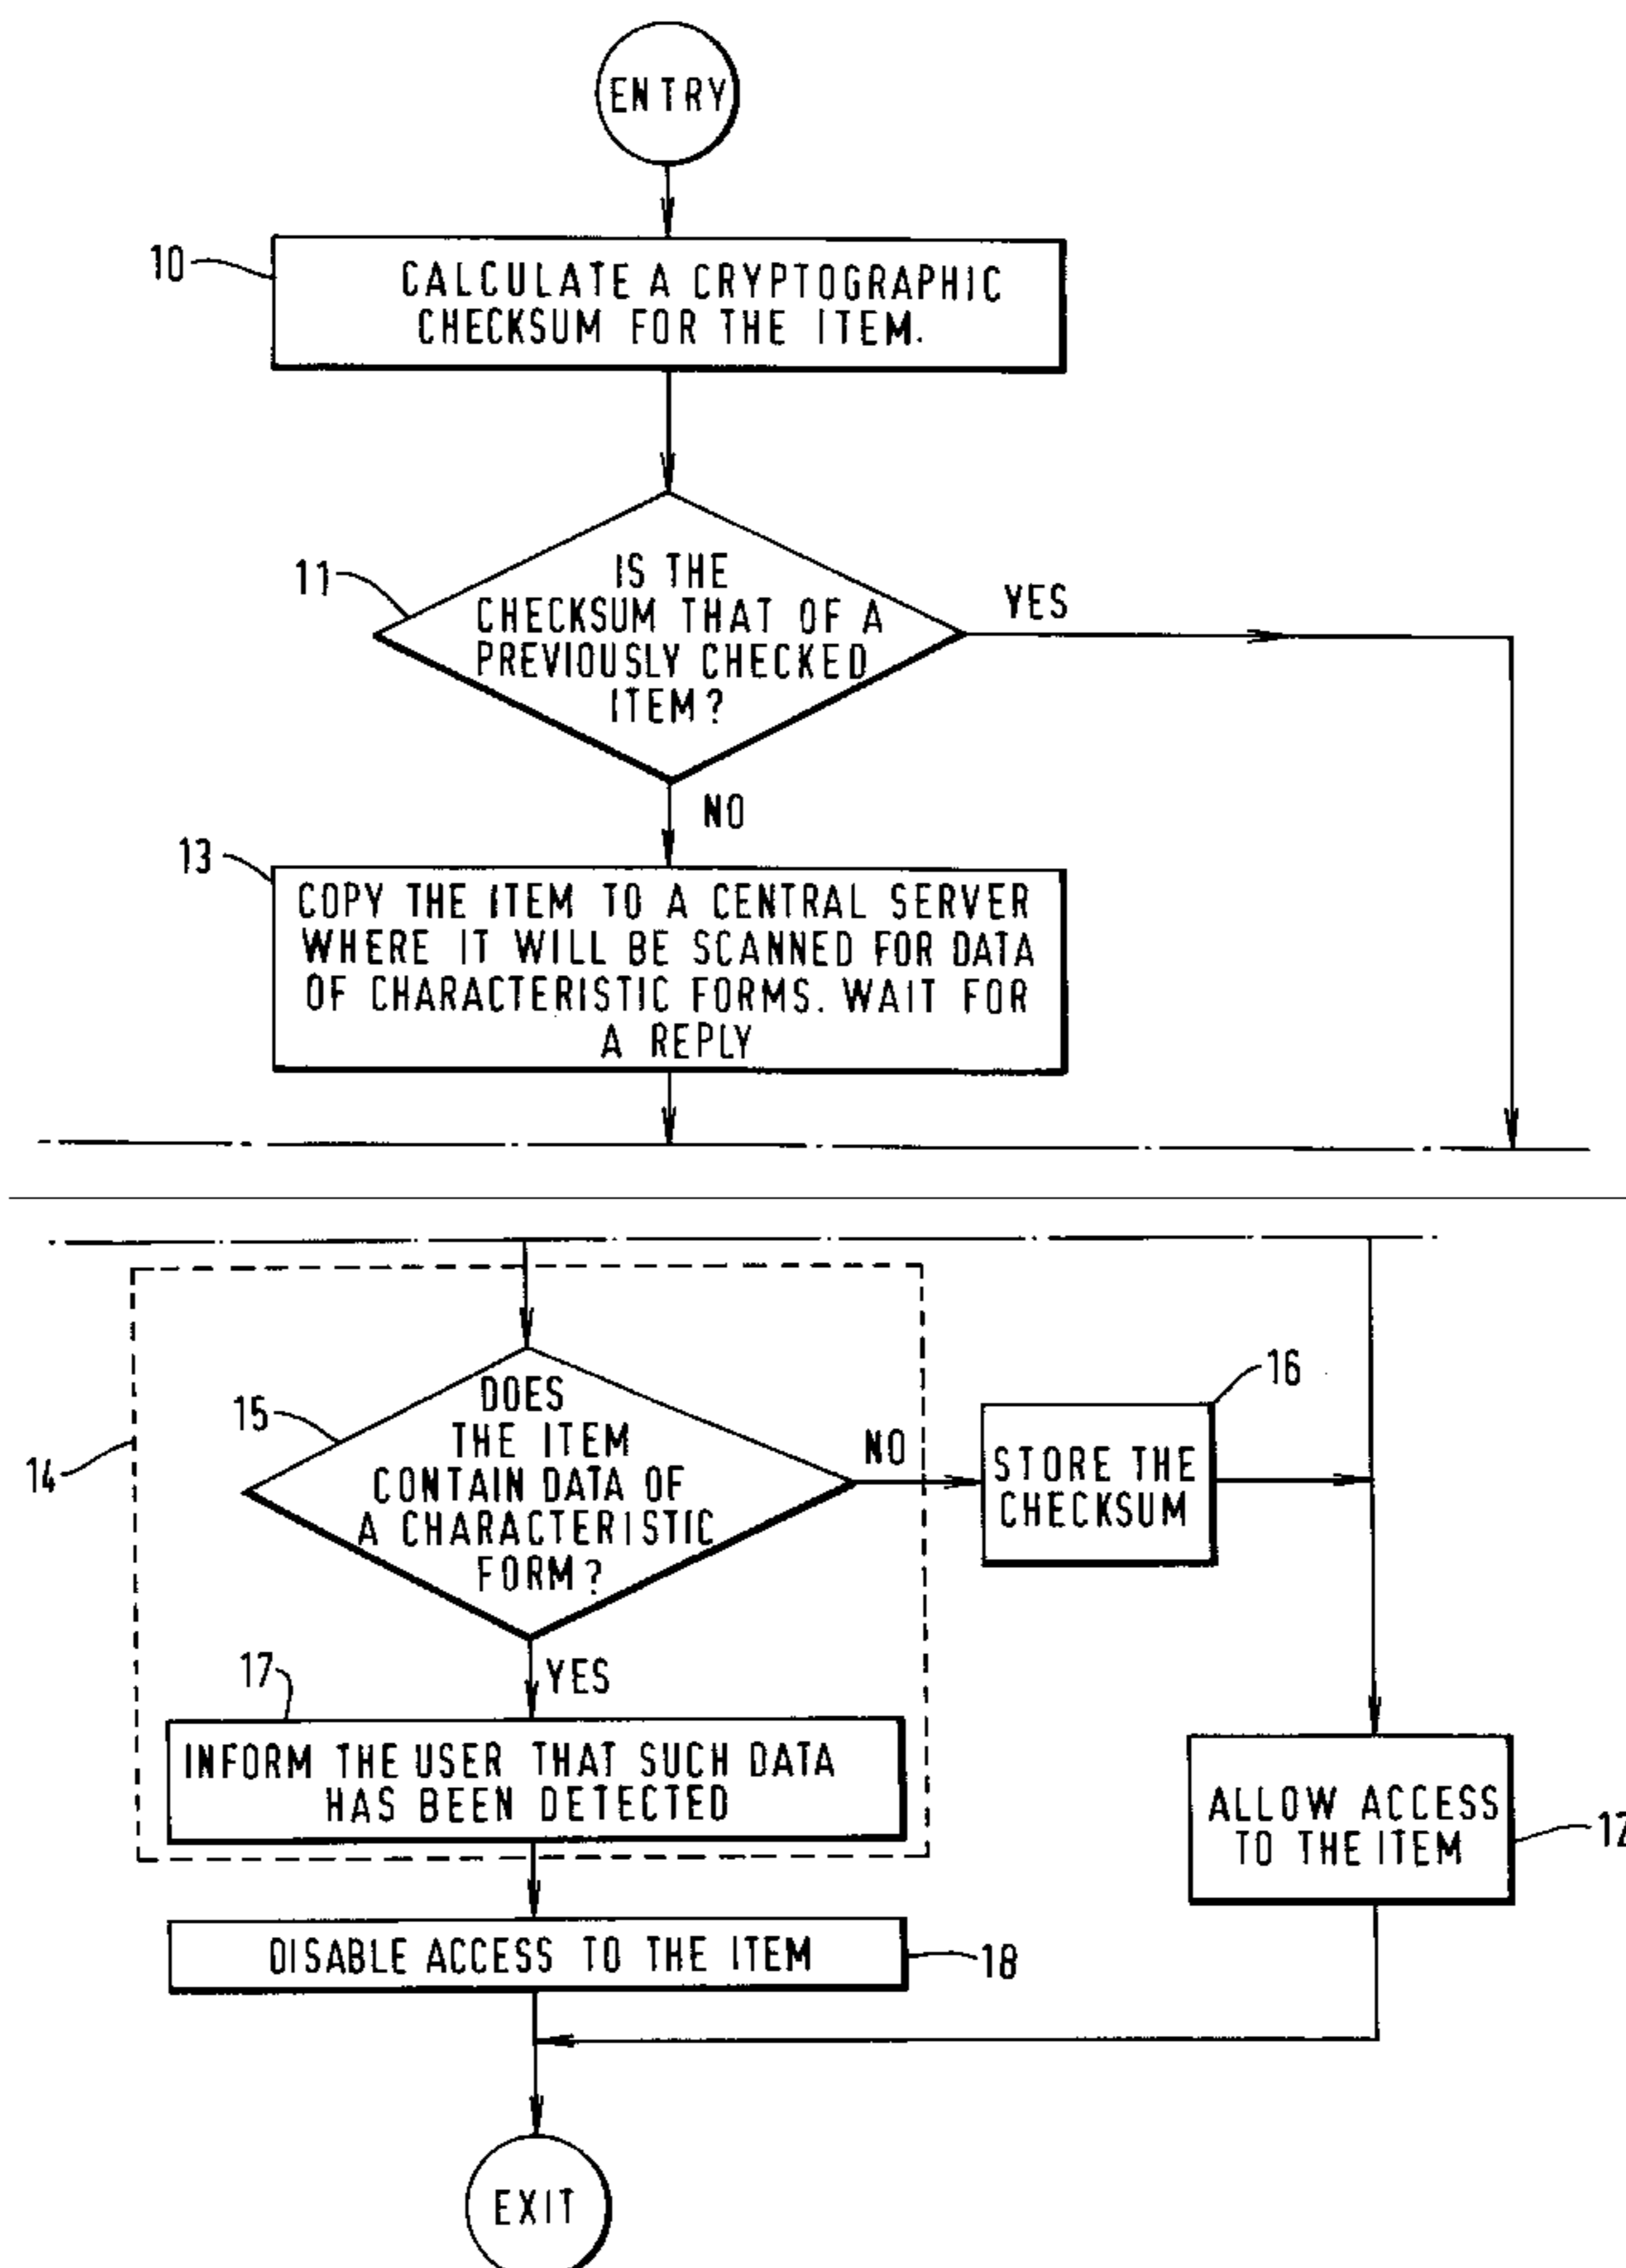 ENTRY
10
CALCULATE A CRYPTOGRAPHIC
CHECKSUM FOR THE ITEM.
11
IS THE
CHECKSUM THAT OF A
PREVIOUSLY CHECKED
ITEM?
YES
NO
13
COPY THE ITEM TO A CENTRAL SERVER
WHERE IT WILL BE SCANNED FOR DATA
OF CHARACTERISTIC FORMS. WAIT FOR
A REPLY
14
15
DOES
THE ITEM
CONTAIN DATA OF
A CHARACTERISTIC
FORM?
NO
16
STORE THE
CHECKSUM
YES
17
INFORM THE USER THAT SUCH DATA
HAS BEEN DETECTED
ALLOW ACCESS
TO THE ITEM
12
DISABLE ACCESS TO THE ITEM
18
EXIT